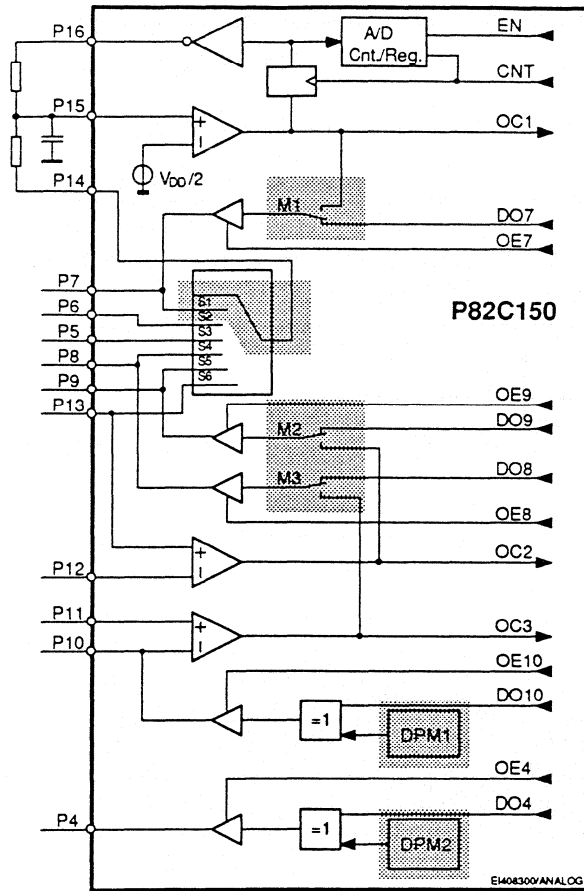 P16
A/D
Cnt./Reg.
EN
CNT
P15
+
−
OC1
VDD/2
P14
M1
DO7
OE7
P7
S1
P6
S2
P82C150
P5
S3
S4
P8
S5
P9
S6
P13
OE9
M2
DO9
M3
DO8
OE8
+
−
OC2
P12
P11
+
−
OC3
P10
OE10
DO10
=1
DPM1
OE4
DO4
P4
=1
DPM2
EI408300/ANALOG